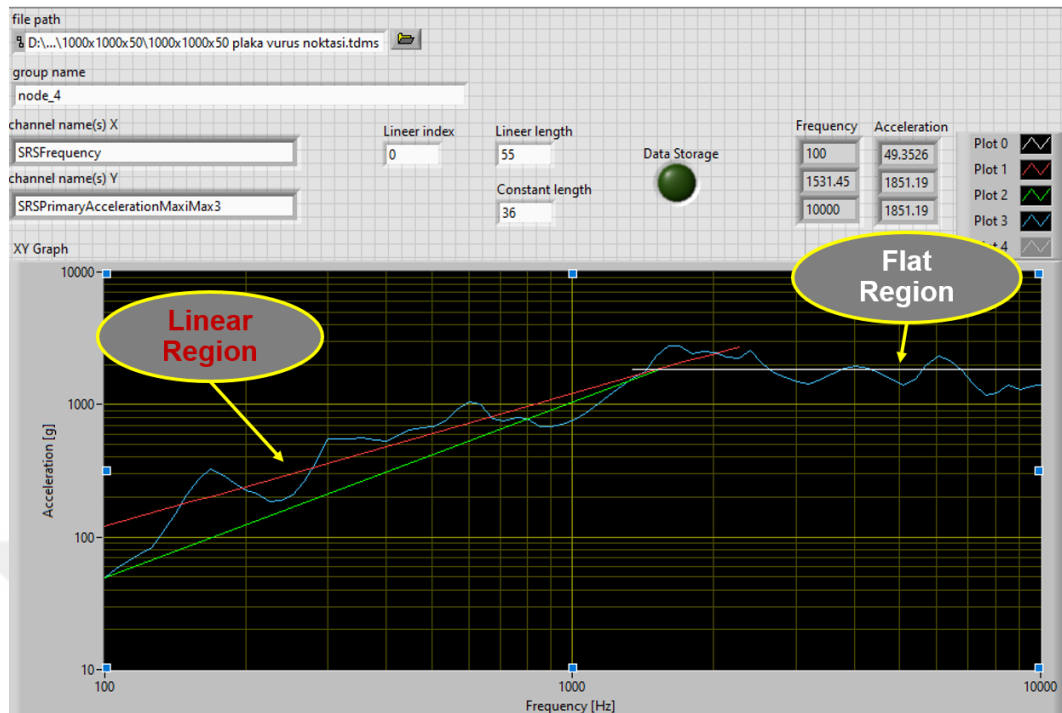 file path
D:\...\1000x1000x50\1000x1000x50 plaka vurus noktasi.tdms
group name
node_4
channel name(s) X
SRSFrequency
channel name(s) Y
SRSPrimaryAccelerationMaxiMax3
Lineer index
0
Lineer length
55
Constant length
36
Data Storage
Frequency
100
1531.45
10000
Acceleration
49.3526
1851.19
1851.19
Plot 0
Plot 1
Plot 2
Plot 3
4
XY Graph
Linear
Region
Flat
Region
Acceleration [g]
10000
1000
100
10
100
1000
10000
Frequency [Hz]